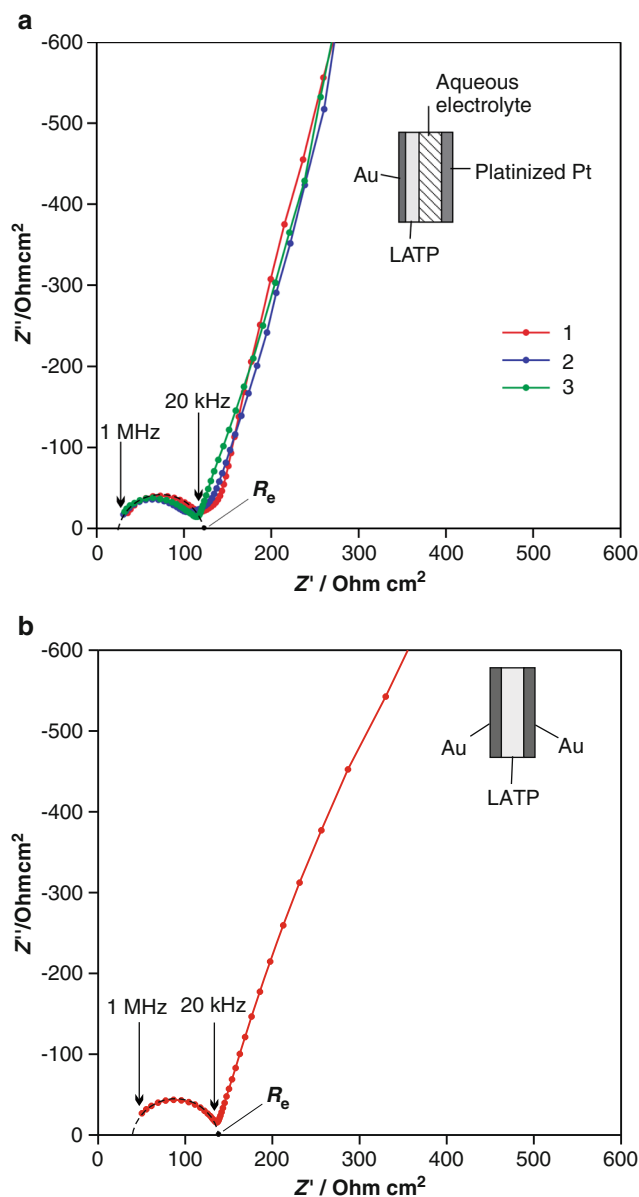 a
-600
-500
-400
-300
-200
-100
0
Z''/Ohmcm²
Aqueous
electrolyte
Au
Platinized Pt
LATP
1
2
3
20 kHz
1 MHz
Re
0 100 200 300 400 500 600
Z' / Ohm cm²
b
-600
-500
-400
-300
-200
-100
0
Z''/Ohmcm²
Au
Au
LATP
1 MHz
20 kHz
Re
0 100 200 300 400 500 600
Z' / Ohm cm²